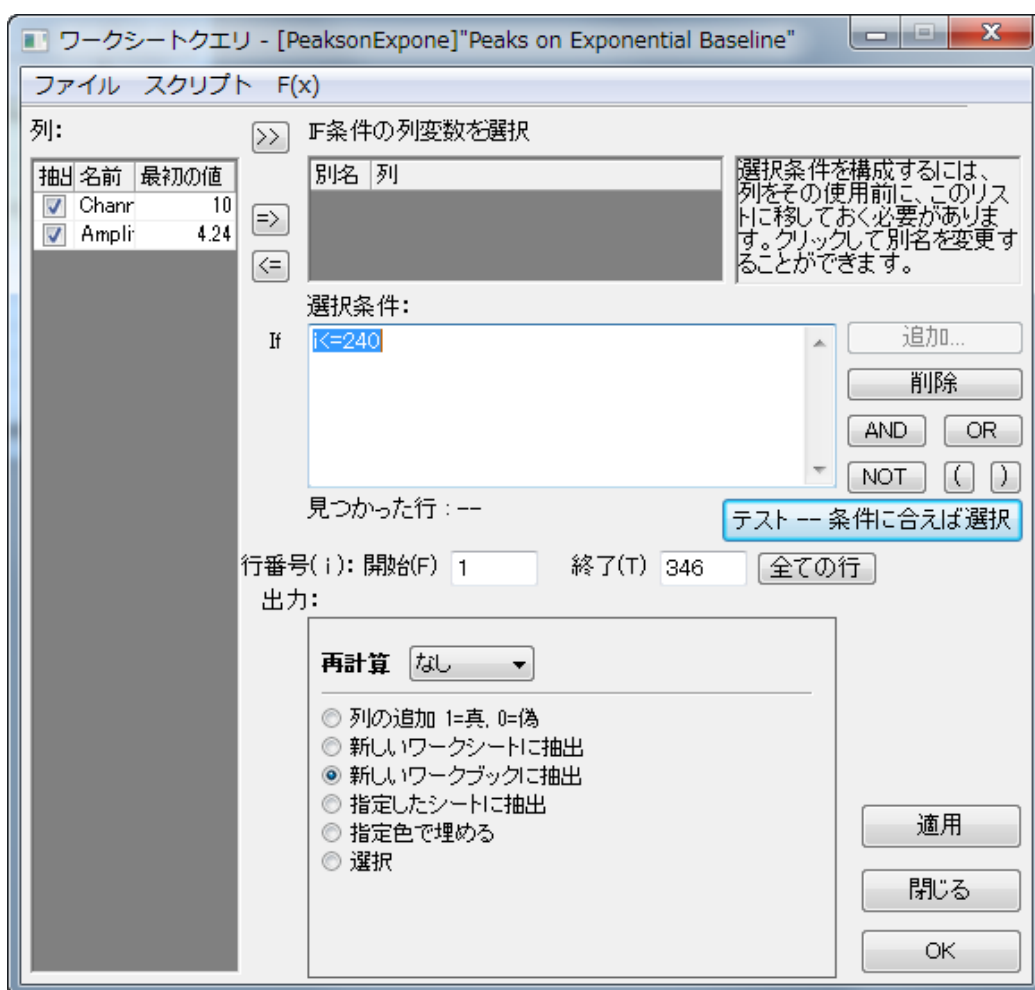 ワークシートクエリ - [PeaksonExpone]"Peaks on Exponential Baseline"
ファイル スクリプト F(x)
列:
>> IF条件の列変数を選択
抽出 名前 最初の値
Chanr 10
Ampli 4.24
=>
<=
別名 列
選択条件を構成するには、
列をその使用前に、このリス
トに移しておく必要がありま
す。クリックして別名を変更す
ることができます。
選択条件:
If i<=240
追加...
削除
AND OR
NOT ( )
見つかった行 : --
テスト -- 条件に合えば選択
行番号( i ): 開始(F) 1 終了(T) 346 全ての行
出力:
再計算 なし
列の追加 1=真, 0=偽
新しいワークシートに抽出
新しいワークブックに抽出
指定したシートに抽出
指定色で埋める
選択
適用
閉じる
OK